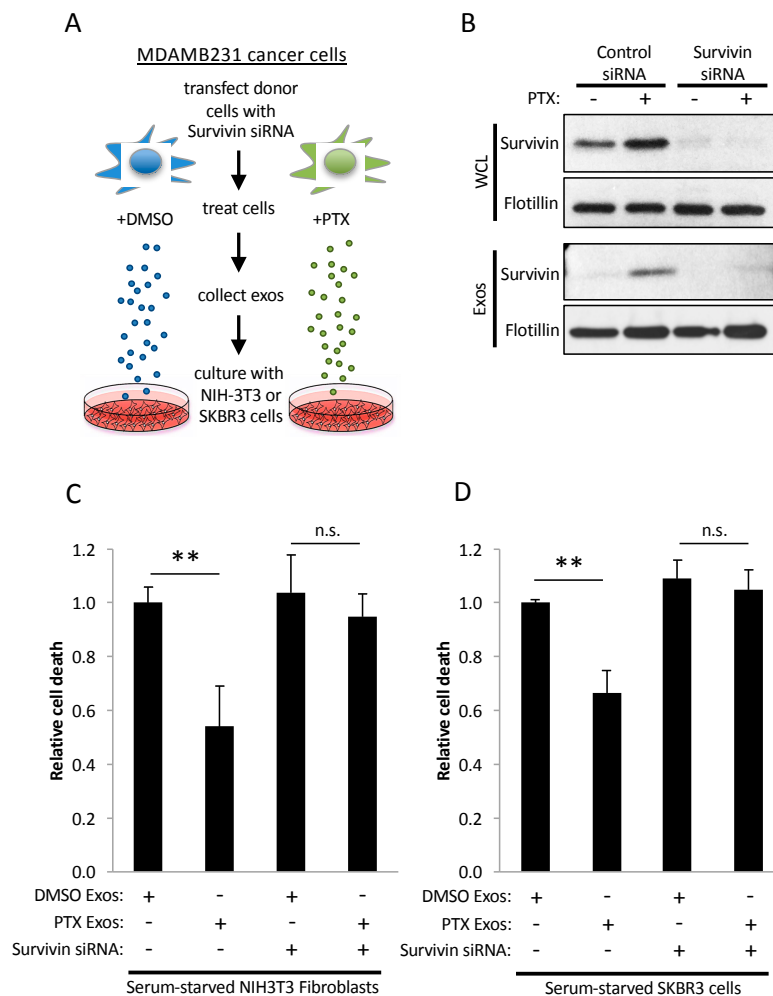 A
MDAMB231 cancer cells
transfect donor
cells with
Survivin siRNA
treat cells
+DMSO
+PTX
collect exos
culture with
NIH-3T3 or
SKBR3 cells
B
Control
siRNA
Survivin
siRNA
PTX: - + - +
WCL
Survivin
Flotillin
Exos
Survivin
Flotillin
C
n.s.
**
1.2
1.0
0.8
0.6
0.4
0.2
0.0
Relative cell death
DMSO Exos: + - + -
PTX Exos: - + - +
Survivin siRNA: - - + +
Serum-starved NIH3T3 Fibroblasts
D
n.s.
**
1.2
1.0
0.8
0.6
0.4
0.2
0.0
Relative cell death
DMSO Exos: + - + -
PTX Exos: - + - +
Survivin siRNA: - - + +
Serum-starved SKBR3 cells